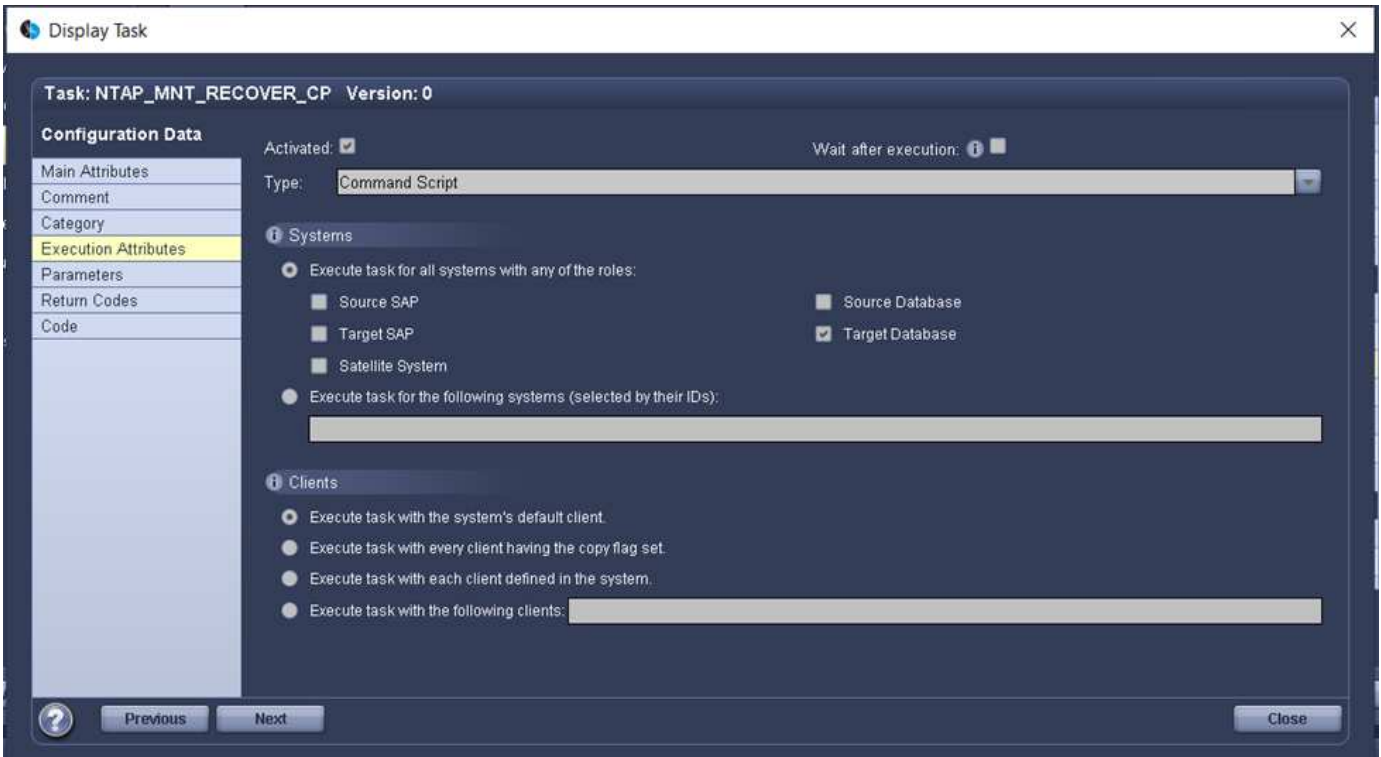 Display Task
Task: NTAP_MNT_RECOVER_CP Version: 0
Configuration Data
Main Attributes
Comment
Category
Execution Attributes
Parameters
Return Codes
Code
Activated:
Wait after execution:
Type: Command Script
Systems
Execute task for all systems with any of the roles:
Source SAP
Source Database
Target SAP
Target Database
Satellite System
Execute task for the following systems (selected by their IDs):
Clients
Execute task with the system's default client.
Execute task with every client having the copy flag set.
Execute task with each client defined in the system.
Execute task with the following clients:
?
Previous
Next
Close